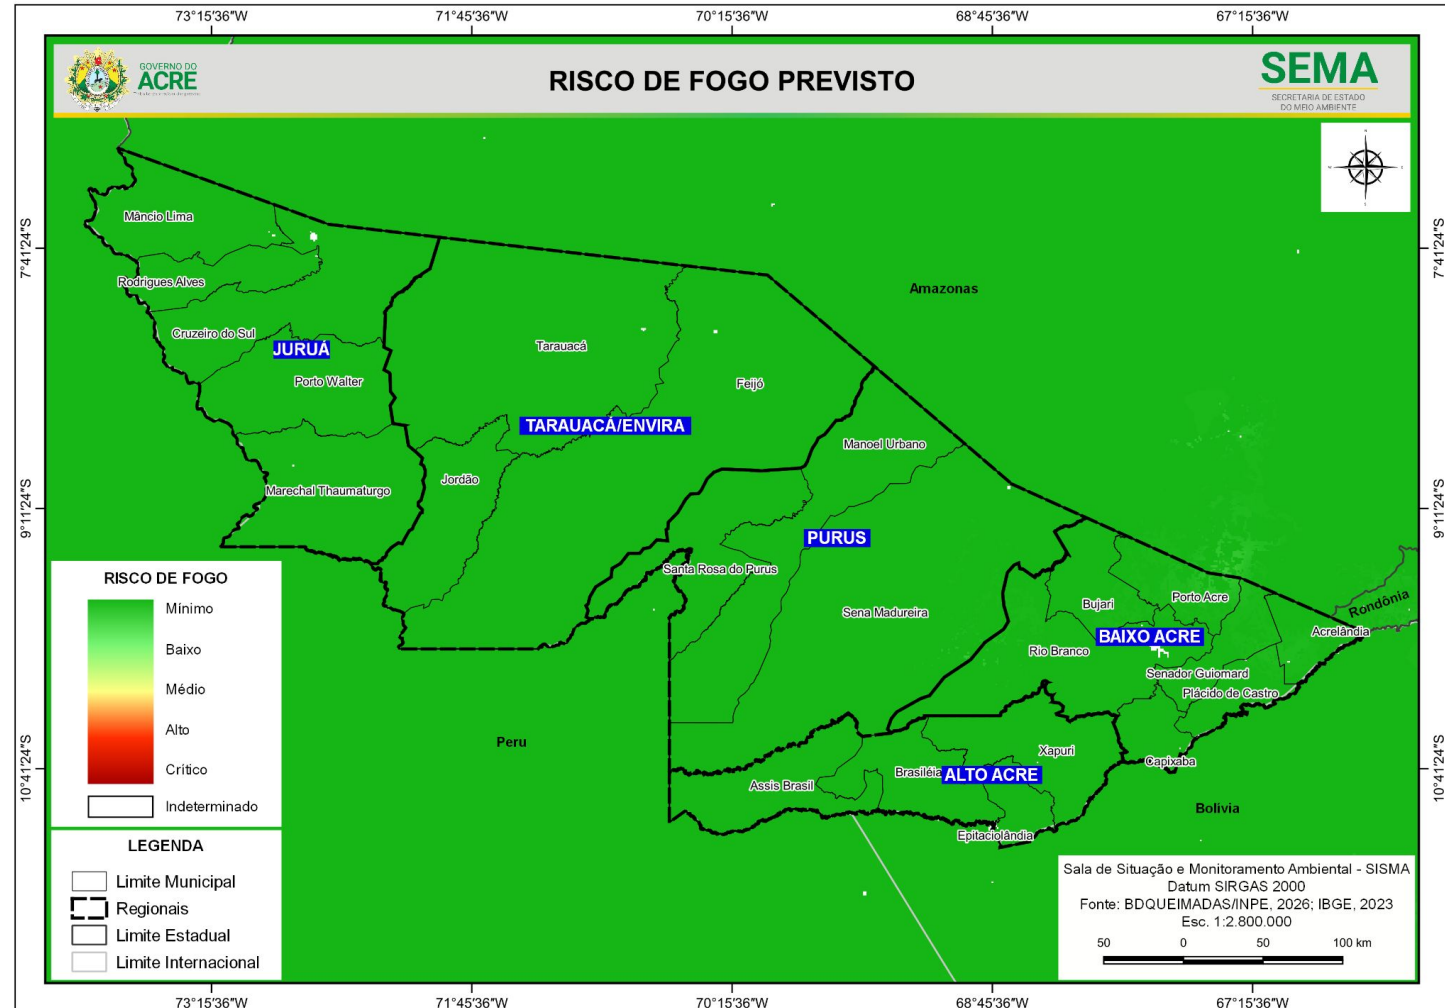 73°15'36"W 71°45'36"W 70°15'36"W 68°45'36"W 67°15'36"W
GOVERNO DO
ACRE
RISCO DE FOGO PREVISTO
SEMA
SECRETARIA DE ESTADO
DO MEIO AMBIENTE
7°41'24"S
7°41'24"S
9°11'24"S
9°11'24"S
10°41'24"S
10°41'24"S
Mâncio Lima
Rodrigues Alves
Cruzeiro do Sul
JURUÁ
Porto Walter
Marechal Thaumaturgo
Tarauacá
Feijó
TARAUACÁ/ENVIRA
Jordão
Amazonas
Manoel Urbano
PURUS
Santa Rosa do Purus
Sena Madureira
Bujari
Porto Acre
BAIXO ACRE
Rio Branco
Rondônia
Acrelândia
Senador Guiomard
Plácido de Castro
Peru
Xapuri
Capixaba
Brasiléia
ALTO ACRE
Assis Brasil
Epitaciolândia
Bolivia
RISCO DE FOGO
Mínimo
Baixo
Médio
Alto
Crítico
Indeterminado
LEGENDA
Limite Municipal
Regionais
Limite Estadual
Limite Internacional
Sala de Situação e Monitoramento Ambiental - SISMA
Datum SIRGAS 2000
Fonte: BDQUEIMADAS/INPE, 2026; IBGE, 2023
Esc. 1:2.800.000
50 0 50 100 km
73°15'36"W 71°45'36"W 70°15'36"W 68°45'36"W 67°15'36"W